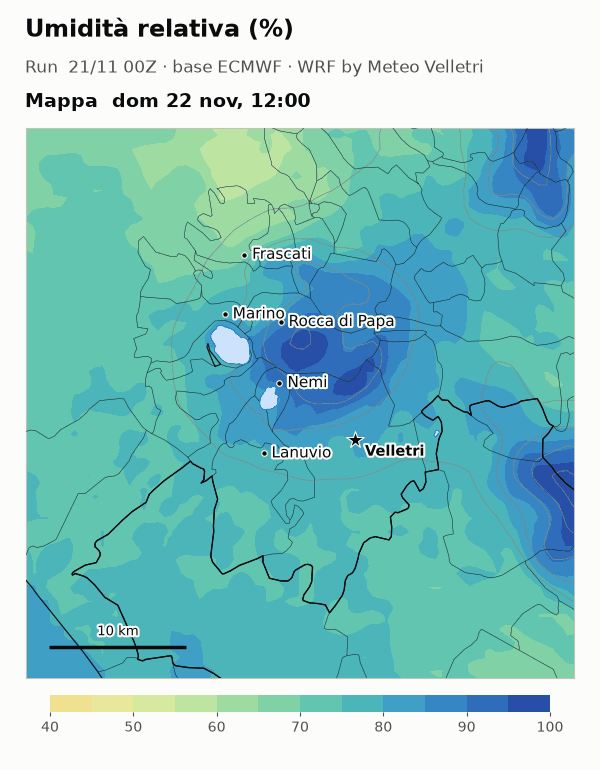 Umidità relativa (%)
Run  21/11 00Z · base ECMWF · WRF by Meteo Velletri
Mappa  dom 22 nov, 12:00
Frascati
Marino
Rocca di Papa
Nemi
Velletri
Lanuvio
10 km
40 50 60 70 80 90 100